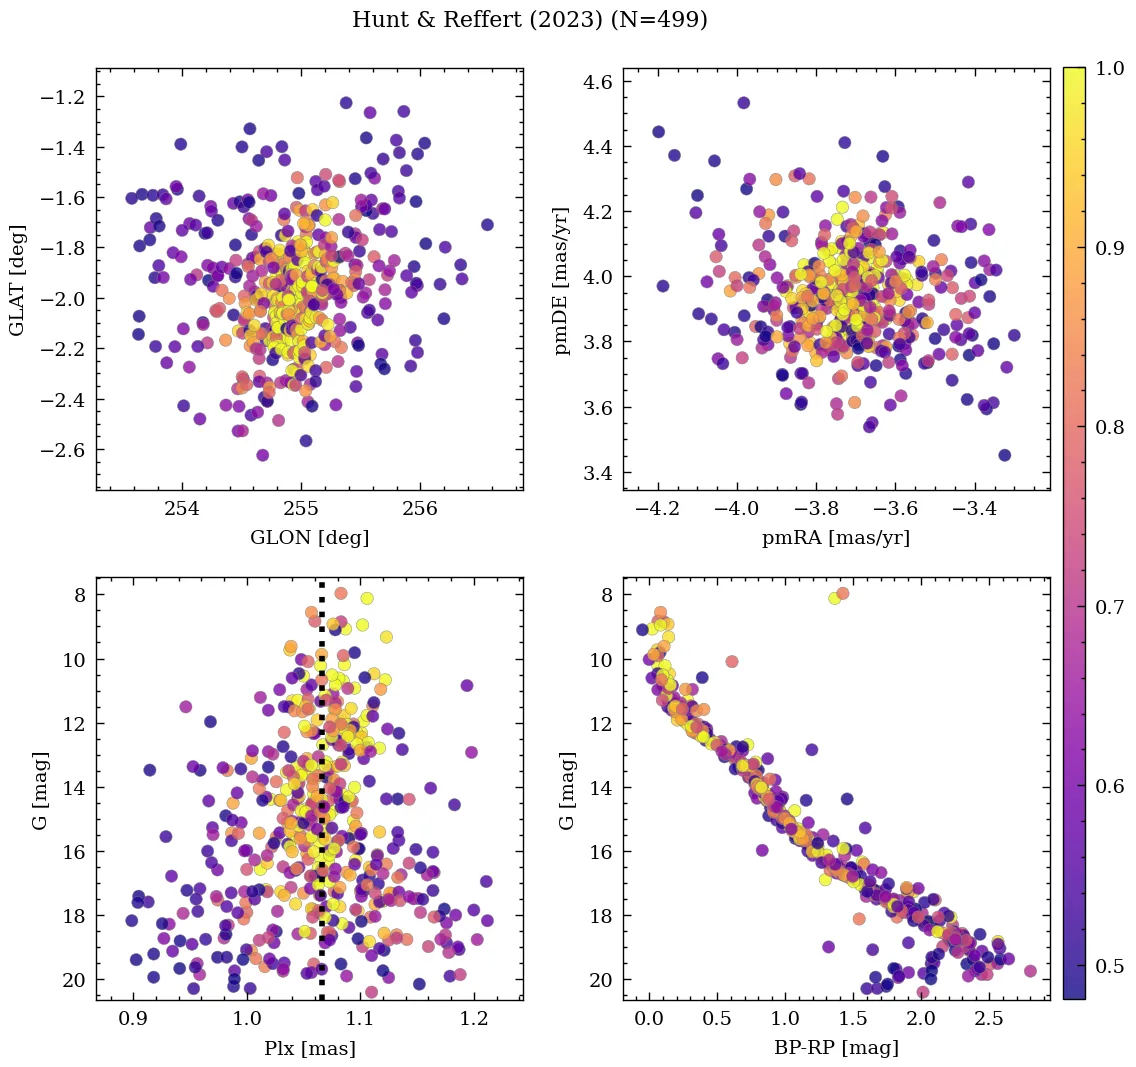 Hunt & Reffert (2023) (N=499)
−1.2
−1.4
−1.6
−1.8
−2.0
−2.2
−2.4
−2.6
GLAT [deg]
254 255 256
GLON [deg]
4.6
4.4
4.2
4.0
3.8
3.6
3.4
pmDE [mas/yr]
−4.2 −4.0 −3.8 −3.6 −3.4
pmRA [mas/yr]
8
10
12
14
16
18
20
G [mag]
0.9 1.0 1.1 1.2
Plx [mas]
8
10
12
14
16
18
20
G [mag]
0.0 0.5 1.0 1.5 2.0 2.5
BP-RP [mag]
1.0
0.9
0.8
0.7
0.6
0.5